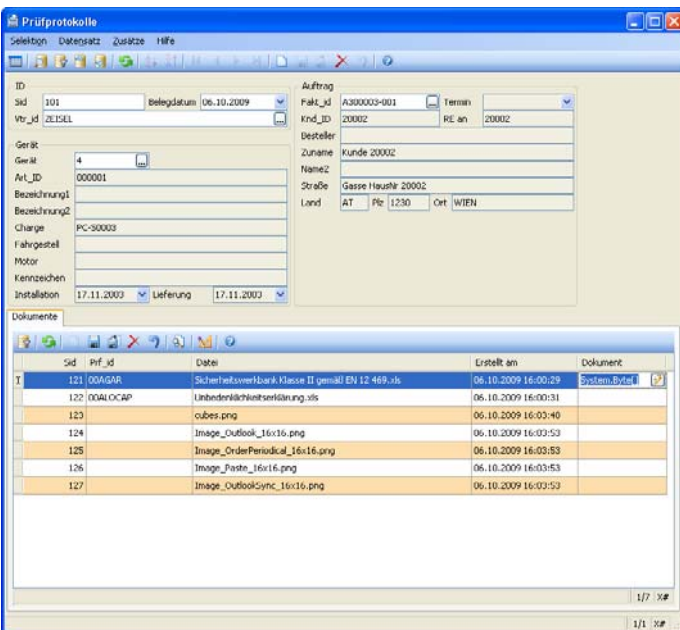 Prüfprotokolle
Selektion Datensatz Zusätze Hilfe
ID
Sid 101 Belegdatum 06.10.2009
Vtr_id ZEISEL
Gerät
Gerät 4
Art_ID 000001
Bezeichnung1
Bezeichnung2
Charge PC-S0003
Fahrgestell
Motor
Kennzeichen
Installation 17.11.2003 Lieferung 17.11.2003
Auftrag
Fakt_id A300003-001 Termin
Knd_ID 20002 RE an 20002
Besteller
Zuname Kunde 20002
Name2
Straße Gasse HausNr 20002
Land AT Plz 1230 Ort WIEN
Dokumente
Sid Prf_id Datei Erstellt am Dokument
121 00AGAR Sicherheitswerkbank Klasse II gemäß EN 12 469.xls 06.10.2009 16:00:29 System.Byte[]
122 00ALOCAP Unbedenklichkeitserklärung.xls 06.10.2009 16:00:31
123 cubes.png 06.10.2009 16:03:40
124 Image_Outlook_16x16.png 06.10.2009 16:03:53
125 Image_OrderPeriodical_16x16.png 06.10.2009 16:03:53
126 Image_Paste_16x16.png 06.10.2009 16:03:53
127 Image_OutlookSync_16x16.png 06.10.2009 16:03:53
1/7 X#
1/1 X#